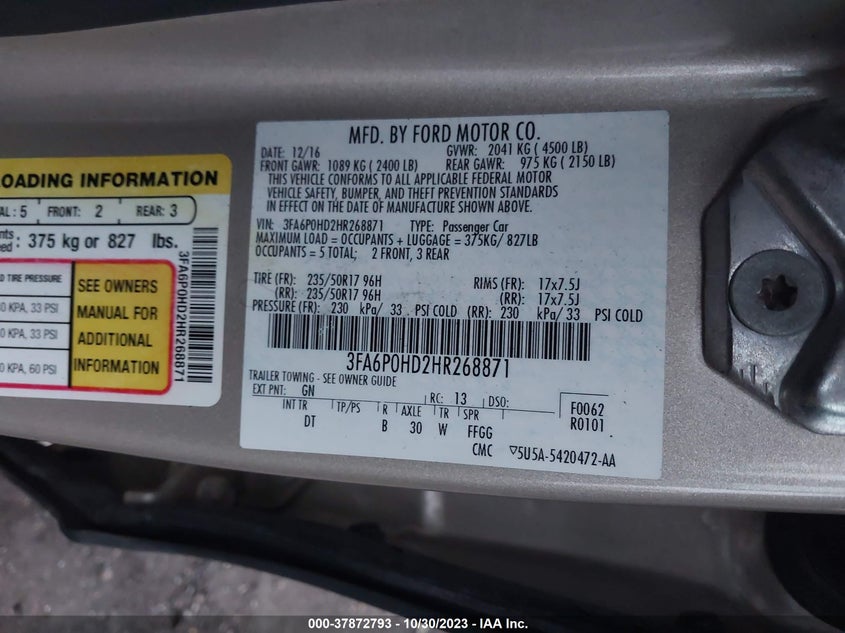 OADING INFORMATION
AL: 5 FRONT: 2 REAR: 3
375 kg or 827 lbs.
TIRE PRESSURE
KPA, 33 PSI
KPA, 33 PSI
KPA, 60 PSI
SEE OWNERS
MANUAL FOR
ADDITIONAL
INFORMATION
3FA6P0HD2HR268871
MFD. BY FORD MOTOR CO.
DATE: 12/16 GVWR: 2041 KG ( 4500 LB)
FRONT GAWR: 1089 KG ( 2400 LB) REAR GAWR: 975 KG ( 2150 LB)
THIS VEHICLE CONFORMS TO ALL APPLICABLE FEDERAL MOTOR
VEHICLE SAFETY, BUMPER, AND THEFT PREVENTION STANDARDS
IN EFFECT ON THE DATE OF MANUFACTURE SHOWN ABOVE.
VIN: 3FA6P0HD2HR268871 TYPE: Passenger Car
MAXIMUM LOAD = OCCUPANTS + LUGGAGE = 375KG/ 827LB
OCCUPANTS = 5 TOTAL; 2 FRONT, 3 REAR
TIRE (FR): 235/50R17 96H RIMS (FR): 17x7.5J
(RR): 235/50R17 96H (RR): 17x7.5J
PRESSURE (FR): 230 kPa/ 33 PSI COLD (RR): 230 kPa/ 33 PSI COLD
3FA6P0HD2HR268871
TRAILER TOWING - SEE OWNER GUIDE
EXT PNT: GN RC: 13 DSO: F0062
INT TR TP/PS R AXLE TR SPR R0101
DT B 30 W FFGG
CMC ▽5U5A-5420472-AA
000-37872793 - 10/30/2023 - IAA Inc.